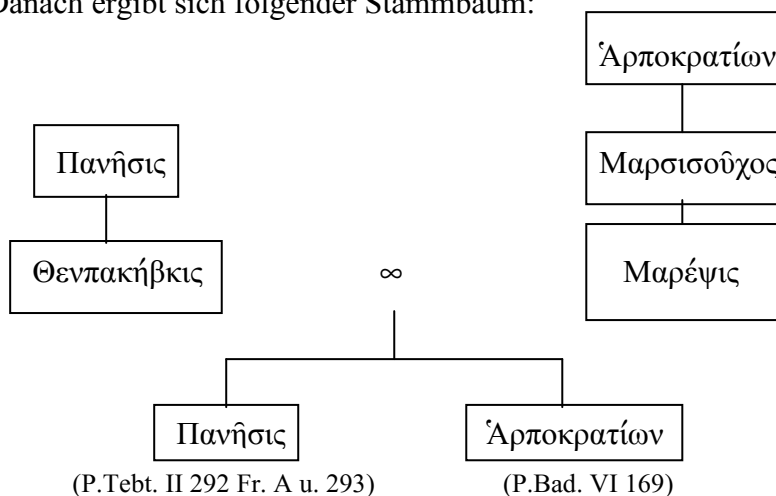 Danach ergibt sich folgender Stammbaum:
Ἁρποκρατίων
Πανῆσις
Μαρσισοῦχος
Θενπακήβκις
∞
Μαρέψις
Πανῆσις
Ἁρποκρατίων
(P.Tebt. II 292 Fr. A u. 293)
(P.Bad. VI 169)